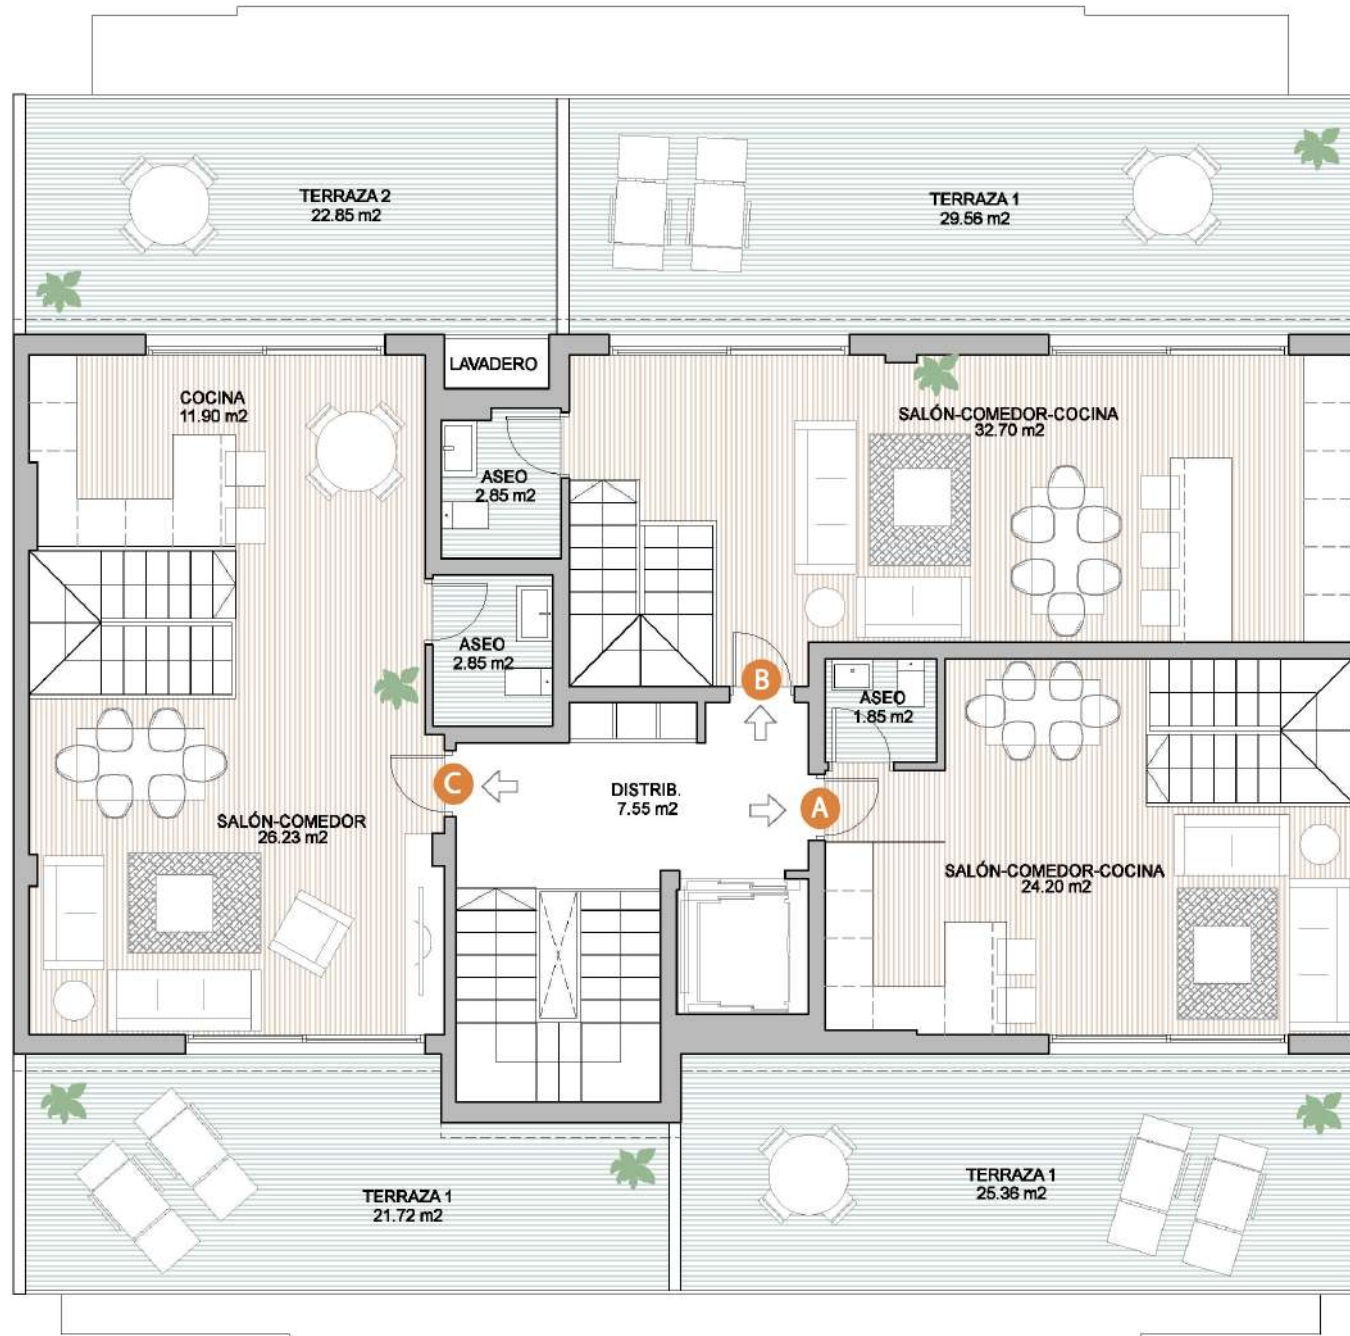 TERRAZA 2
22.85 m2
TERRAZA 1
29.56 m2
LAVADERO
COCINA
11.90 m2
SALÓN-COMEDOR-COCINA
32.70 m2
ASEO
2.85 m2
ASEO
2.85 m2
B
ASEO
1.85 m2
C
DISTRIB.
7.55 m2
A
SALÓN-COMEDOR
26.23 m2
SALÓN-COMEDOR-COCINA
24.20 m2
TERRAZA 1
21.72 m2
TERRAZA 1
25.36 m2